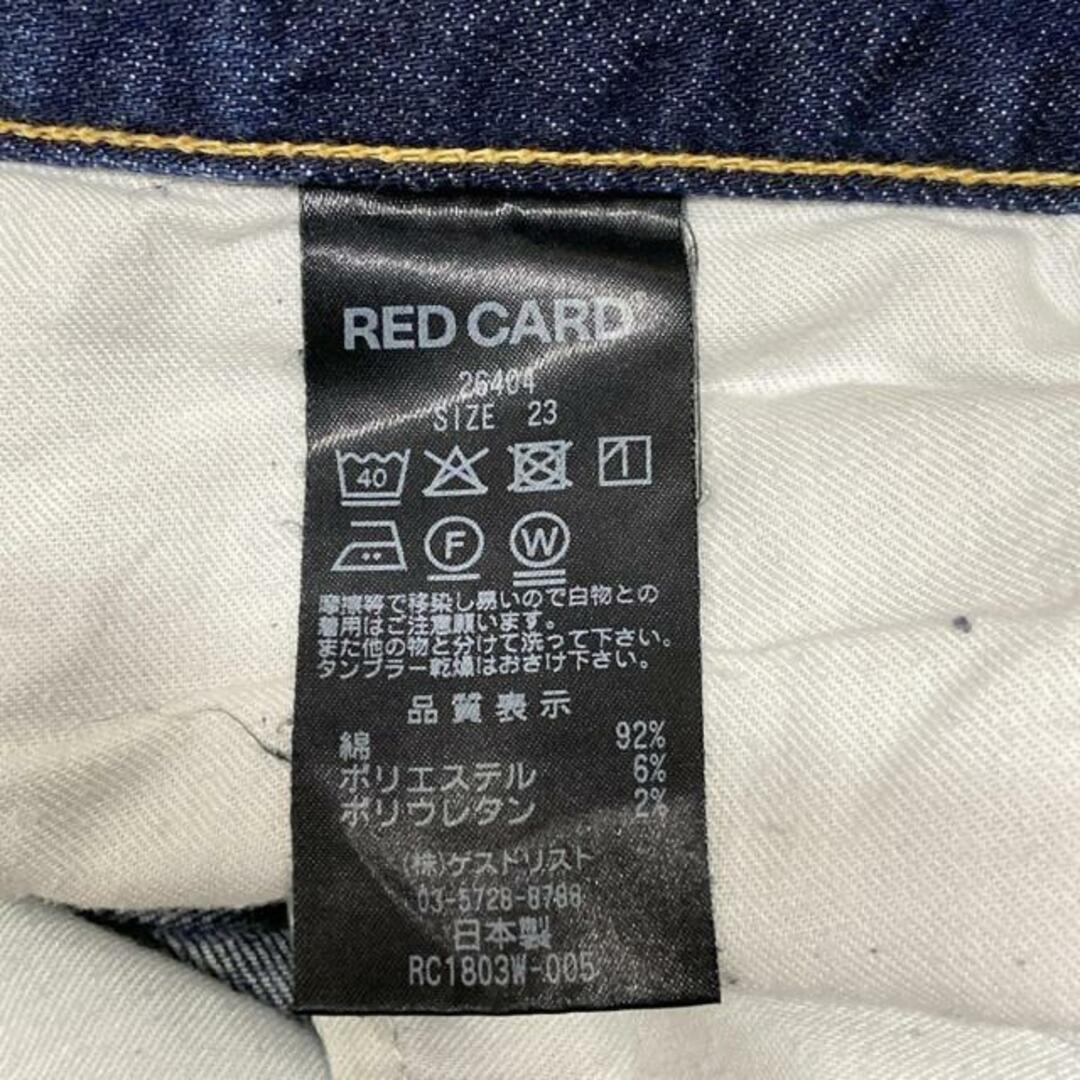 RED CARD
26404
SIZE 23
40
F W
摩擦等で移染し易いので白物との
着用はご注意願います。
また他の物と分けて洗って下さい。
タンブラー乾燥はおさけ下さい。
品質表示
綿 92%
ポリエステル 6%
ポリウレタン 2%
(株)ゲストリスト
03-5728-8788
日本製
RC1803W-005